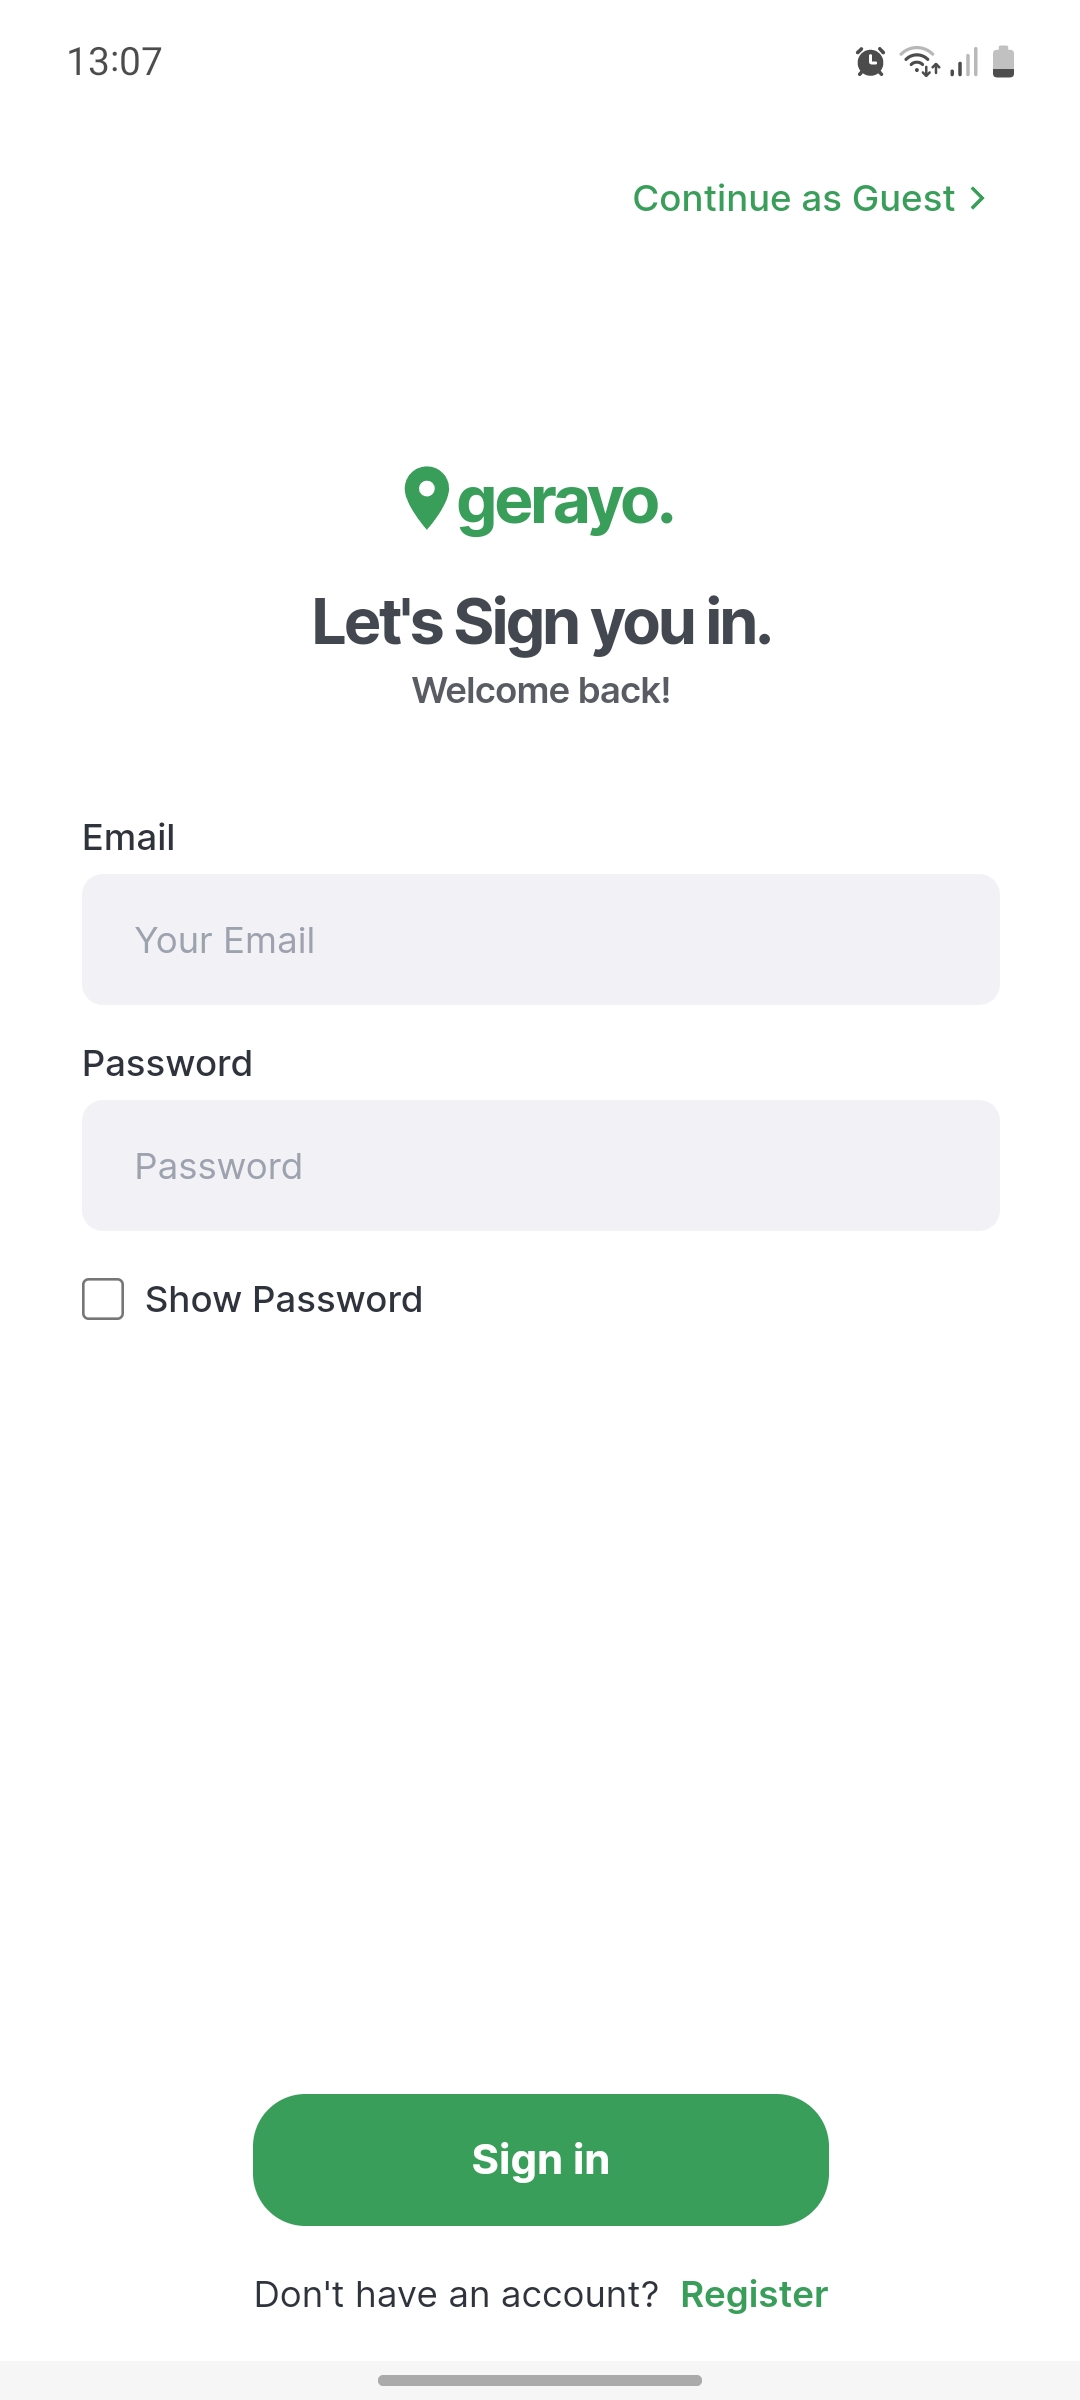 13:07
Continue as Guest
gerayo.
Let's Sign you in.
Welcome back!
Email
Your Email
Password
Password
Show Password
Sign in
Don't have an account? Register